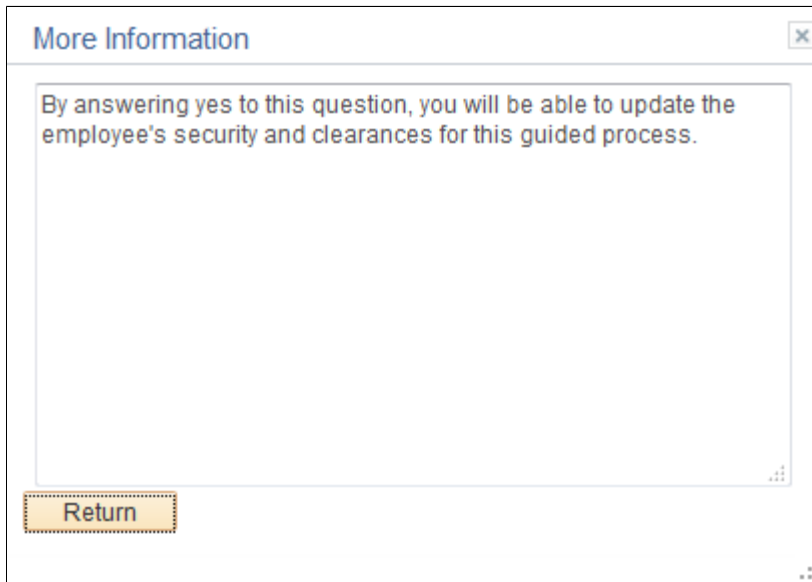 More Information
By answering yes to this question, you will be able to update the
employee's security and clearances for this guided process.
Return